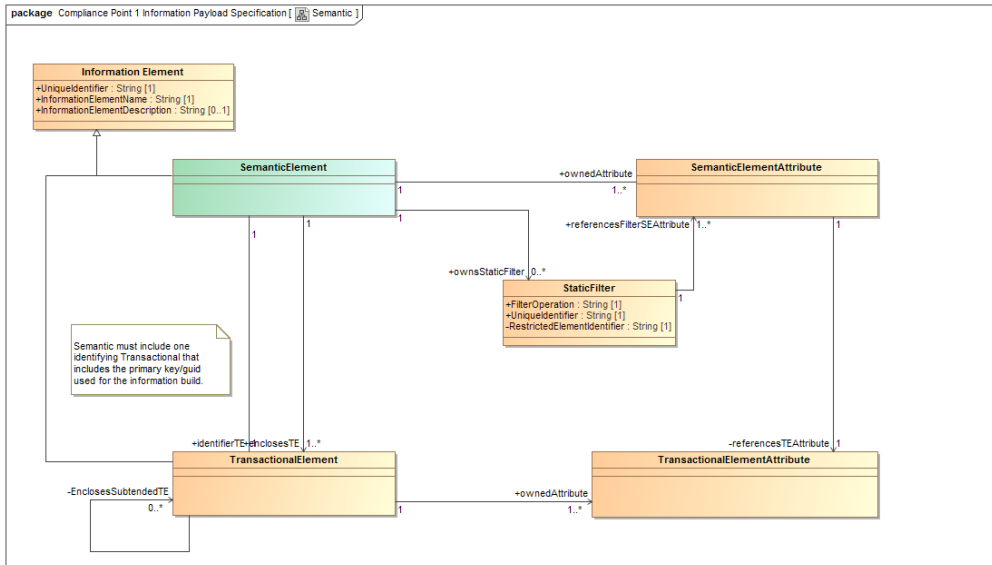 package Compliance Point 1 Information Payload Specification [ Semantic ]
Information Element
+UniqueIdentifier : String [1]
+InformationElementName : String [1]
+InformationElementDescription : String [0..1]
SemanticElement
1
1
1
1
+ownedAttribute
1..*
SemanticElementAttribute
1
+referencesFilterSEAttribute 1..*
+ownsStaticFilter 0..*
StaticFilter
+FilterOperation : String [1]
+UniqueIdentifier : String [1]
-RestrictedElementIdentifier : String [1]
1
Semantic must include one
identifying Transactional that
includes the primary key/guid
used for the information build.
+identifierTE 1
+enclosesTE 1..*
-referencesTEAttribute 1
TransactionalElement
1
-EnclosesSubtendedTE
0..*
+ownedAttribute
1..*
TransactionalElementAttribute